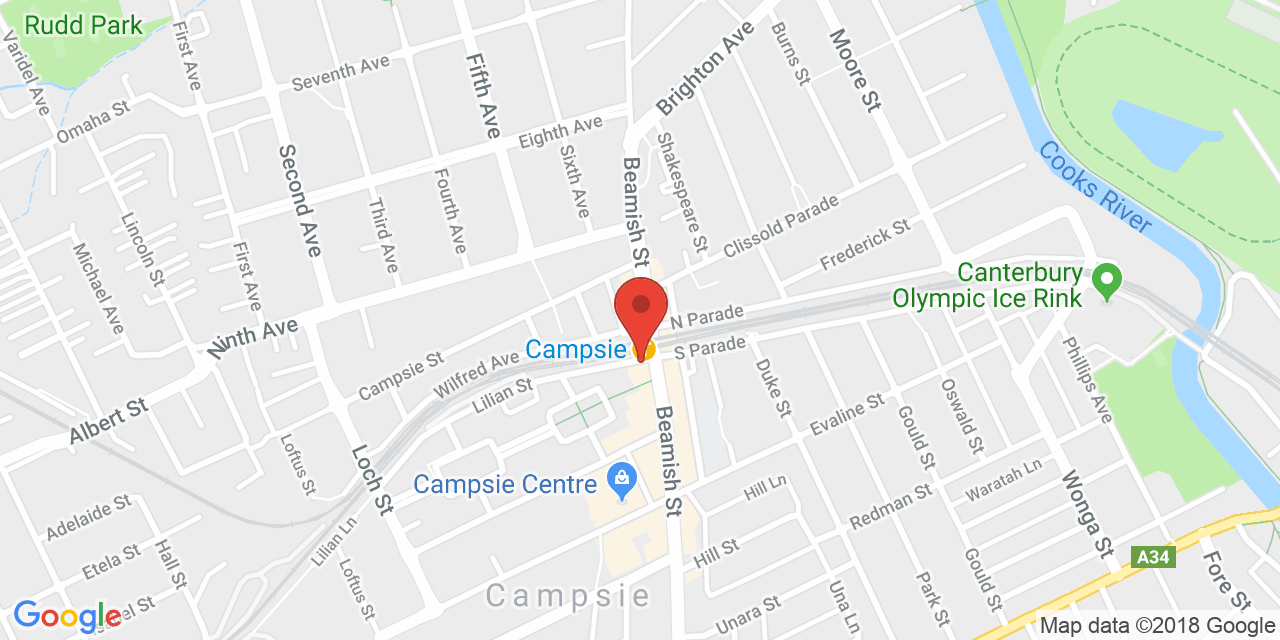 Rudd Park
Varidel Ave
First Ave
Seventh Ave
Omaha St
Fifth Ave
Eighth Ave
Brighton Ave
Burns St
Moore St
Cooks River
Second Ave
Third Ave
Fourth Ave
Sixth Ave
Beamish St
Shakespeare St
Clissold Parade
Frederick St
Lincoln St
Michael Ave
First Ave
Canterbury
Olympic Ice Rink
Ninth Ave
N Parade
Campsie
S Parade
Campsie St
Wilfred Ave
Lilian St
Albert St
Duke St
Evaline St
Gould St
Oswald St
Phillips Ave
Loftus St
Loch St
Beamish St
Campsie Centre
Hill Ln
Redman St
Waratah Ln
Wonga St
Adelaide St
Etela St
Hall St
Lilian Ln
Loftus St
Hill St
A34
Fore St
Campsie
Unara St
Una Ln
Park St
Gould St
Google
Map data ©2018 Google